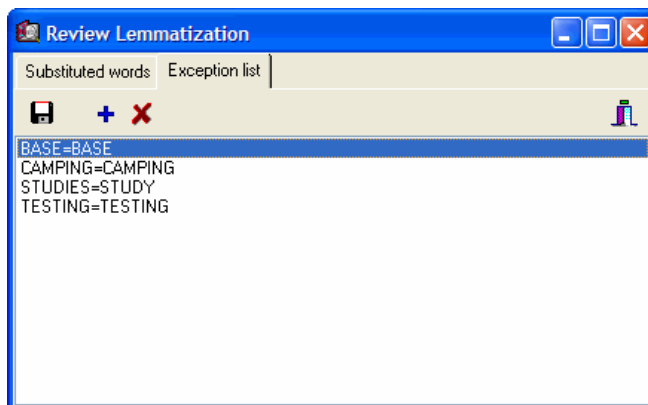 Review Lemmatization
Substituted words Exception list
BASE=BASE
CAMPING=CAMPING
STUDIES=STUDY
TESTING=TESTING